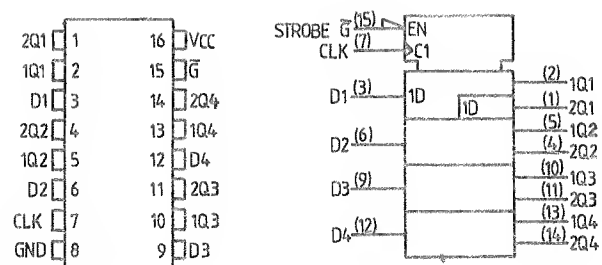 2Q1 1 16 VCC
1Q1 2 15 G̅
D1 3 14 2Q4
2Q2 4 13 1Q4
1Q2 5 12 D4
D2 6 11 2Q3
CLK 7 10 1Q3
GND 8 9 D3
STROBE G̅ (15) EN
CLK (7) C1
D1 (3) 1D (2) 1Q1
1D (1) 2Q1
D2 (6) (5) 1Q2
(4) 2Q2
D3 (9) (10) 1Q3
(11) 2Q3
D4 (12) (13) 1Q4
(14) 2Q4